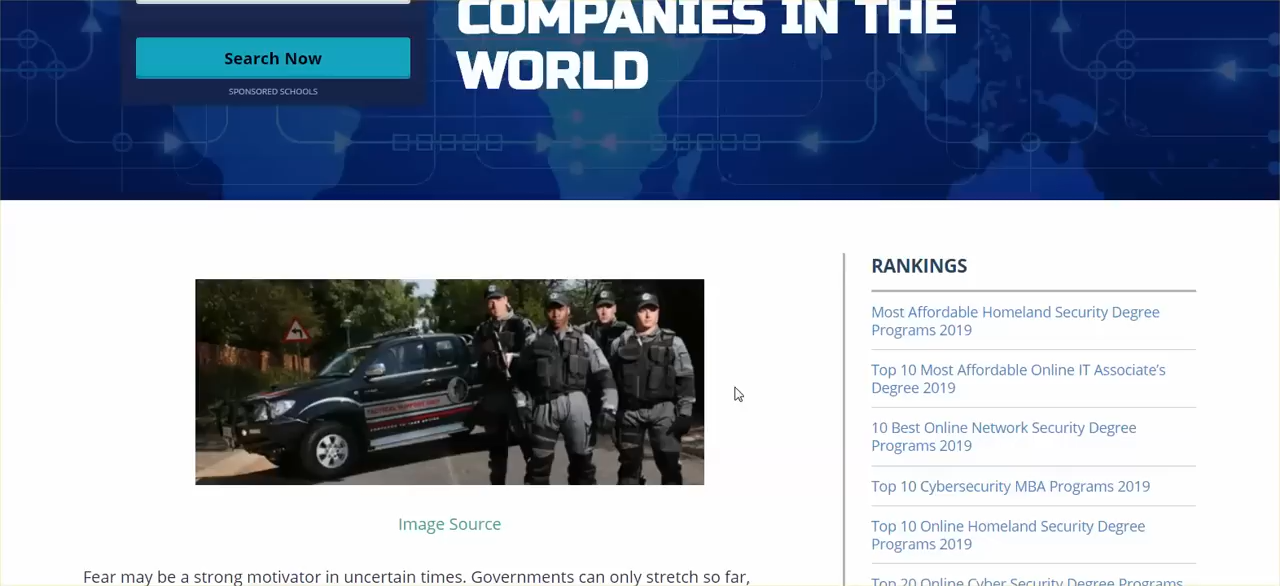 COMPANIES IN THE
WORLD
Search Now
SPONSORED SCHOOLS
TACTICAL SUPPORT UNIT
Image Source
Fear may be a strong motivator in uncertain times. Governments can only stretch so far,
RANKINGS
Most Affordable Homeland Security Degree
Programs 2019
Top 10 Most Affordable Online IT Associate's
Degree 2019
10 Best Online Network Security Degree
Programs 2019
Top 10 Cybersecurity MBA Programs 2019
Top 10 Online Homeland Security Degree
Programs 2019
Top 20 Online Cyber Security Degree Programs